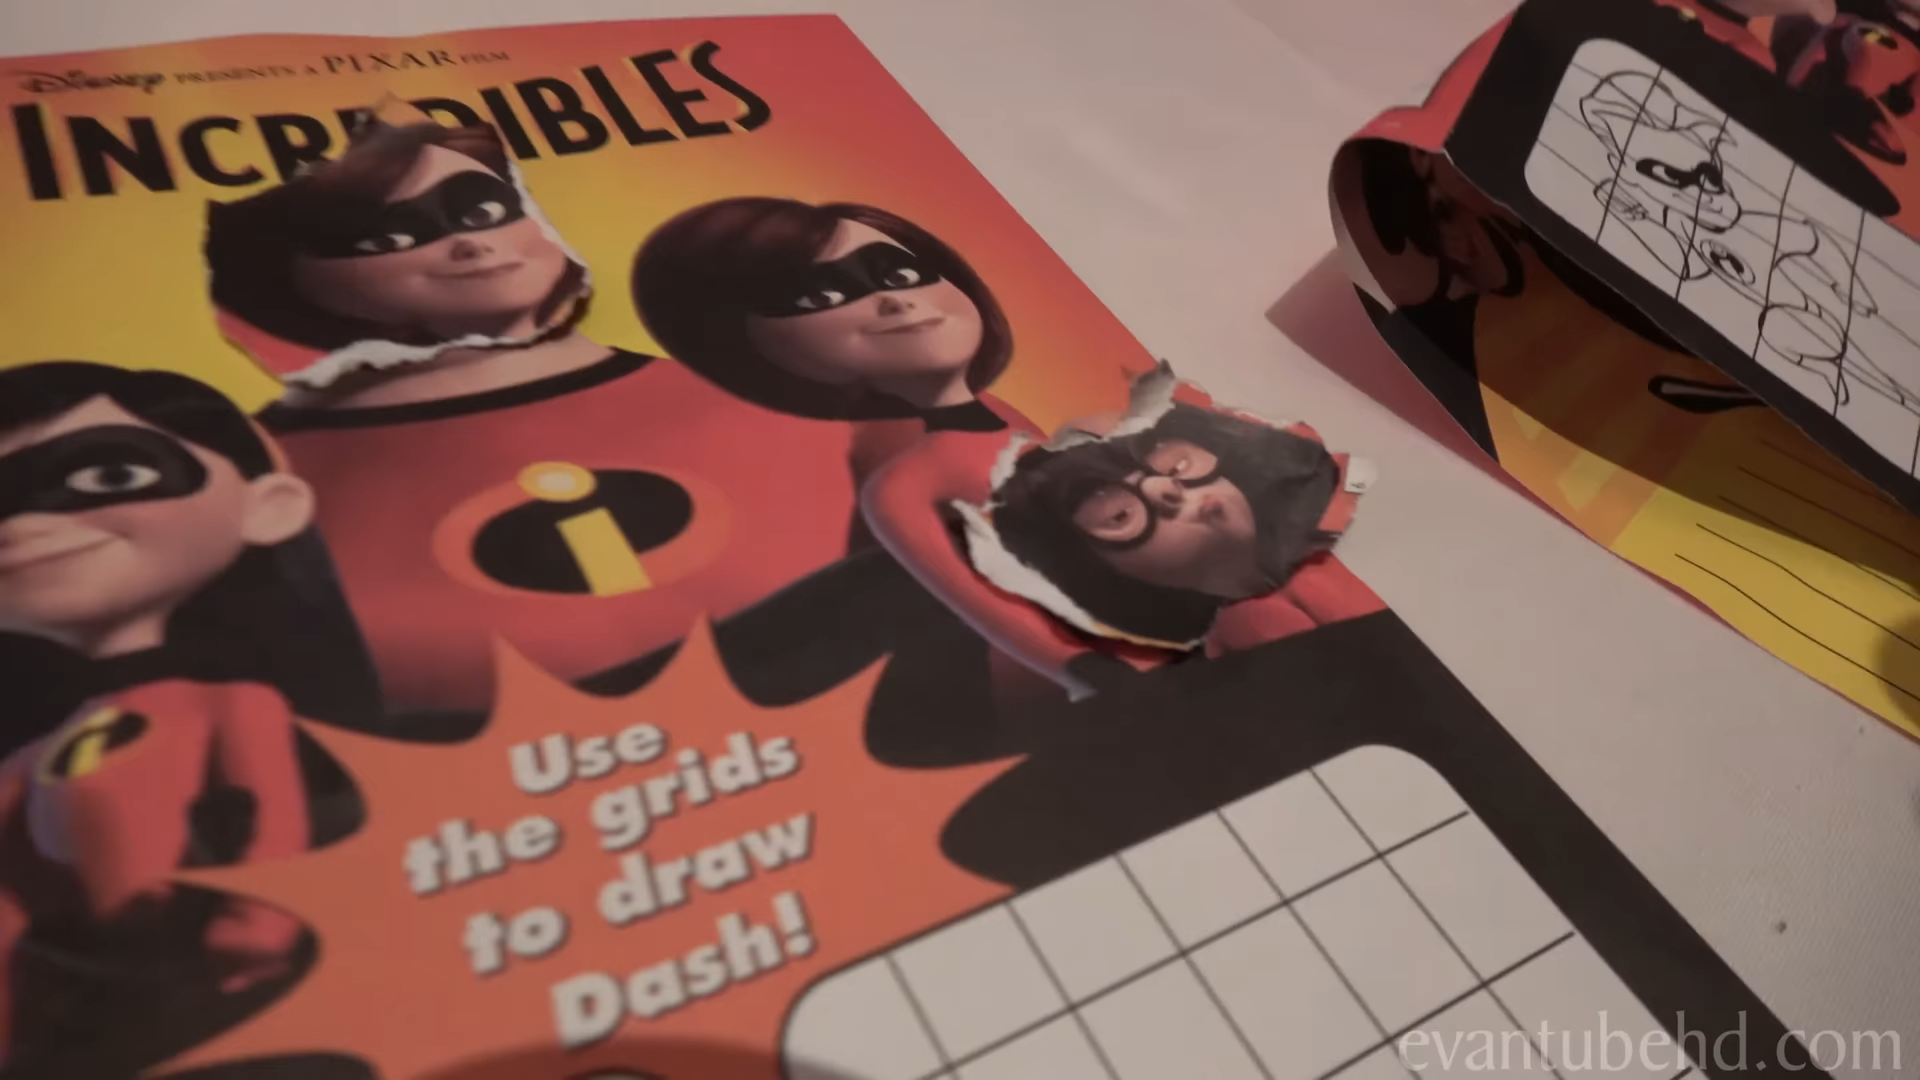 Disney PRESENTS A PIXAR FILM
INCREDIBLES
Use
the grids
to draw
Dash!
evantubehd.com